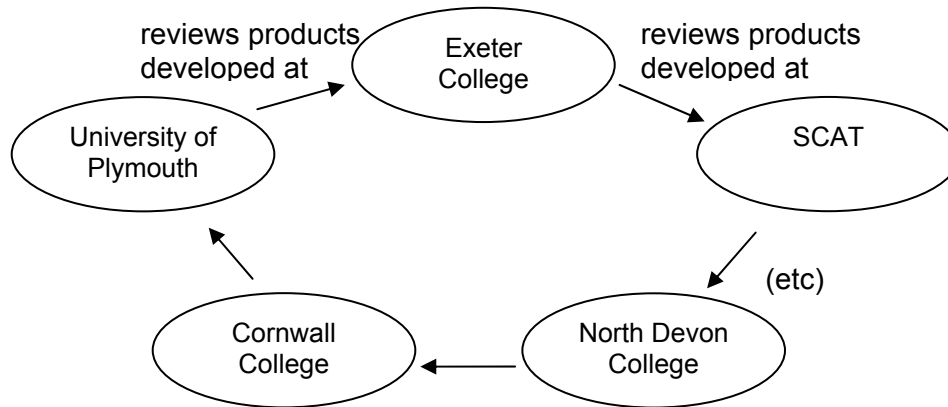 reviews products
developed at
Exeter
College
reviews products
developed at
University of
Plymouth
SCAT
(etc)
Cornwall
College
North Devon
College